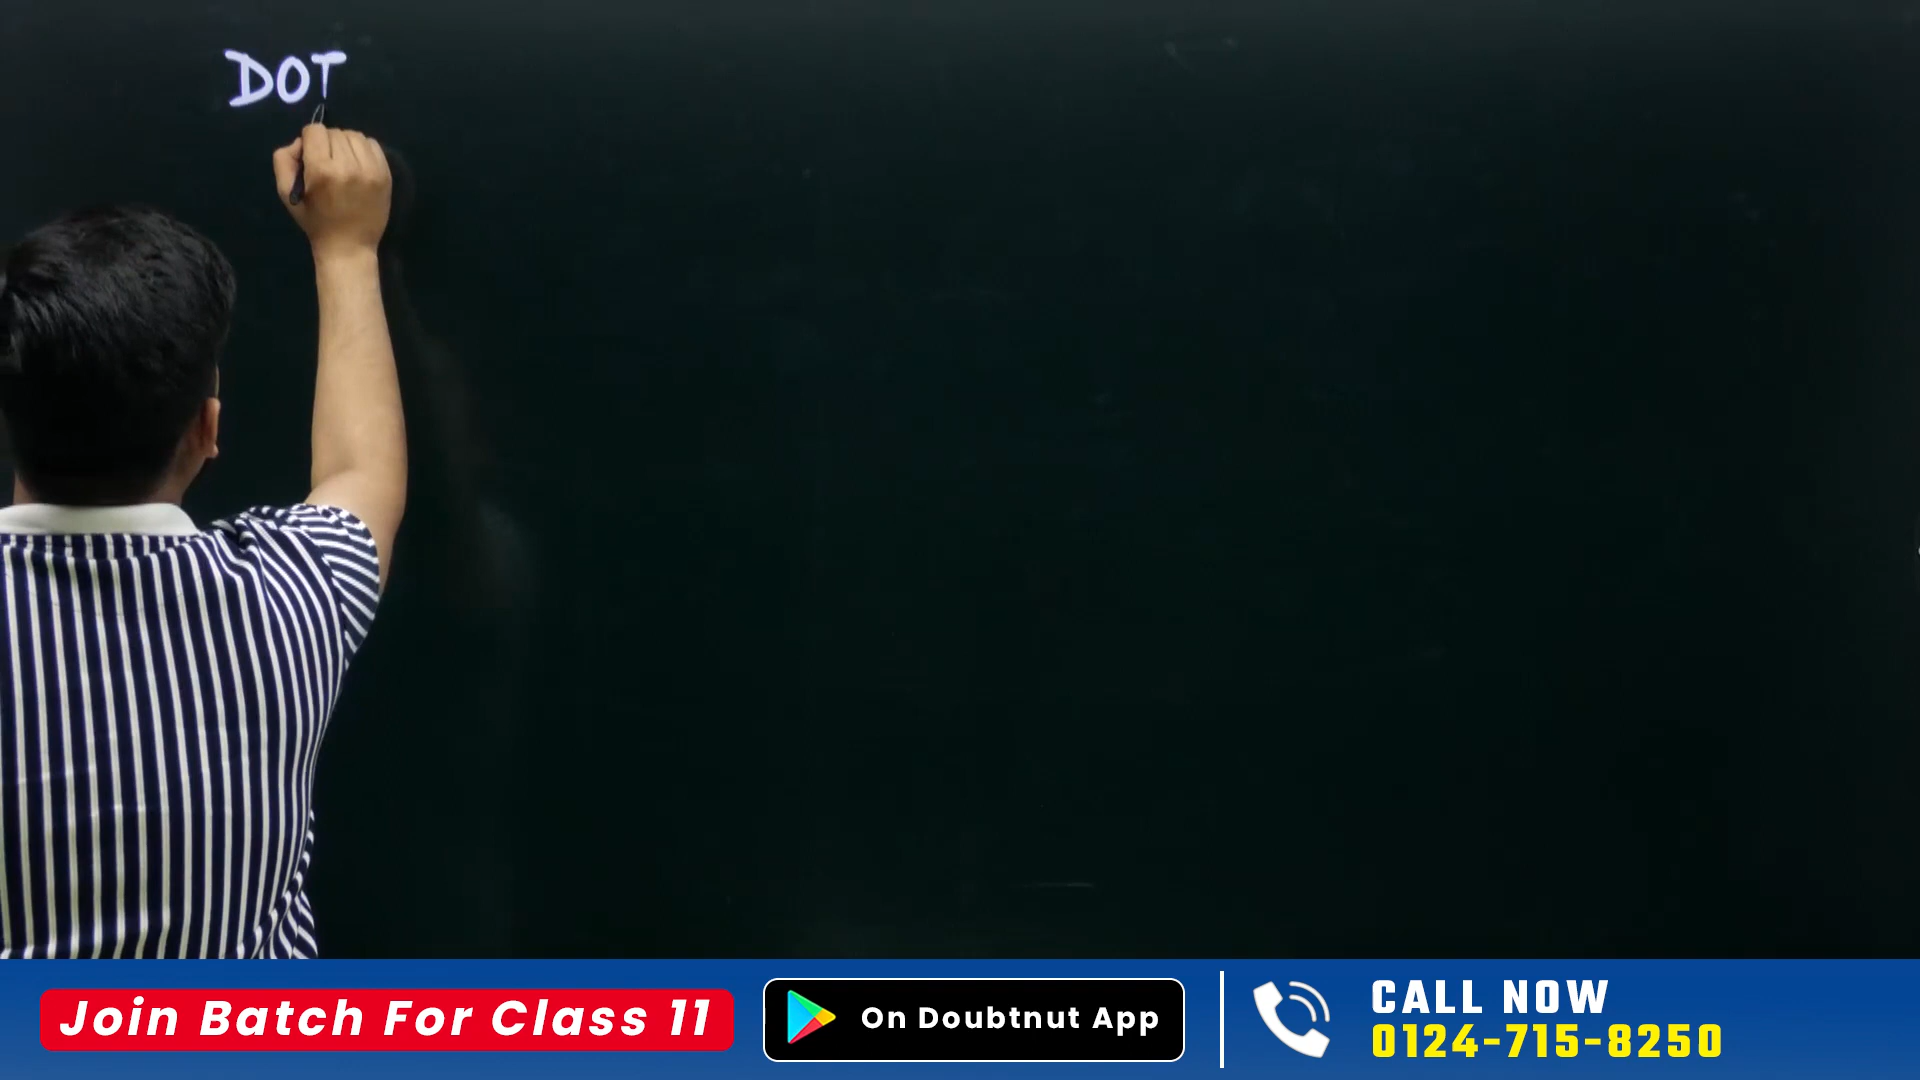 DOT
Join Batch For Class 11
On Doubtnut App
CALL NOW
0124-715-8250